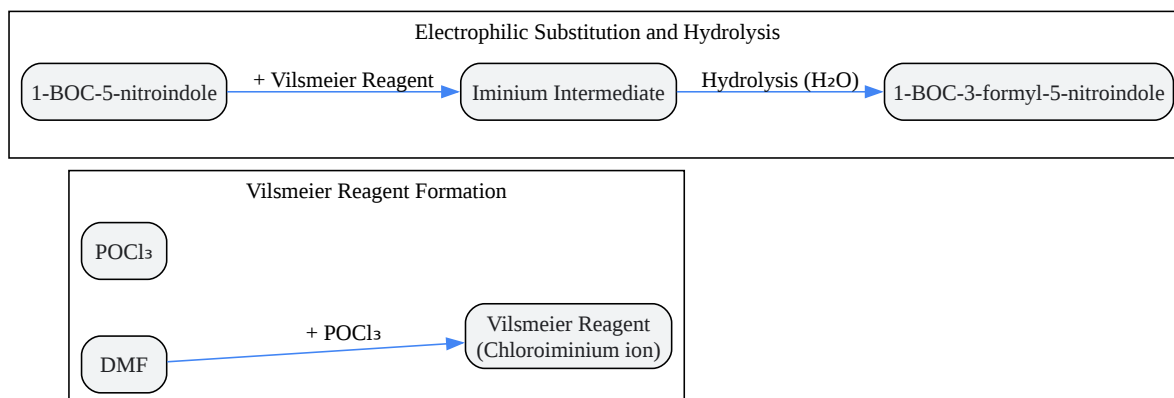 Electrophilic Substitution and Hydrolysis
1-BOC-5-nitroindole
+ Vilsmeier Reagent
Iminium Intermediate
Hydrolysis (H₂O)
1-BOC-3-formyl-5-nitroindole
Vilsmeier Reagent Formation
POCl₃
DMF
+ POCl₃
Vilsmeier Reagent
(Chloroiminium ion)